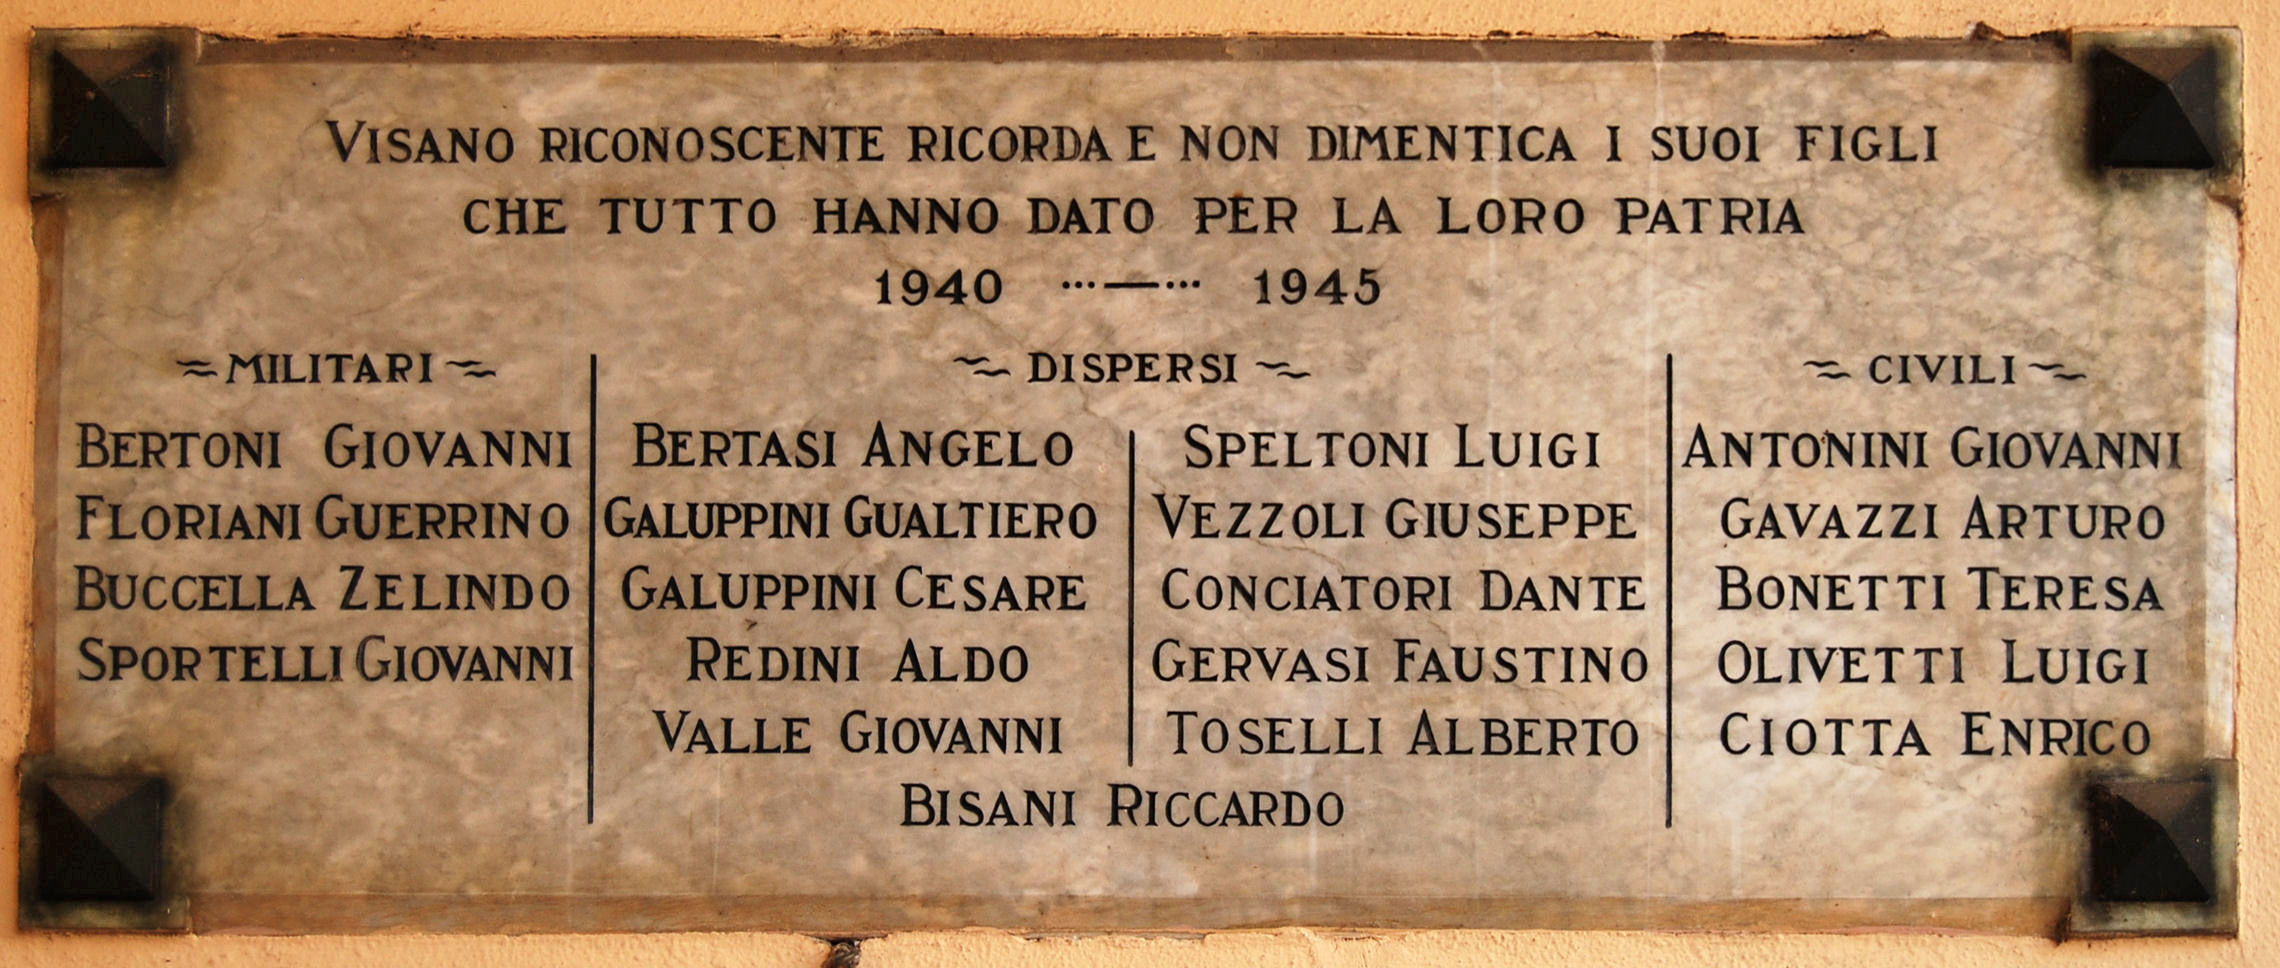 VISANO RICONOSCENTE RICORDA E NON DIMENTICA I SUOI FIGLI
CHE TUTTO HANNO DATO PER LA LORO PATRIA
1940 ···—··· 1945
MILITARI
BERTONI GIOVANNI
FLORIANI GUERRINO
BUCCELLA ZELINDO
SPORTELLI GIOVANNI
DISPERSI
BERTASI ANGELO
GALUPPINI GUALTIERO
GALUPPINI CESARE
REDINI ALDO
VALLE GIOVANNI
SPELTONI LUIGI
VEZZOLI GIUSEPPE
CONCIATORI DANTE
GERVASI FAUSTINO
TOSELLI ALBERTO
BISANI RICCARDO
CIVILI
ANTONINI GIOVANNI
GAVAZZI ARTURO
BONETTI TERESA
OLIVETTI LUIGI
CIOTTA ENRICO